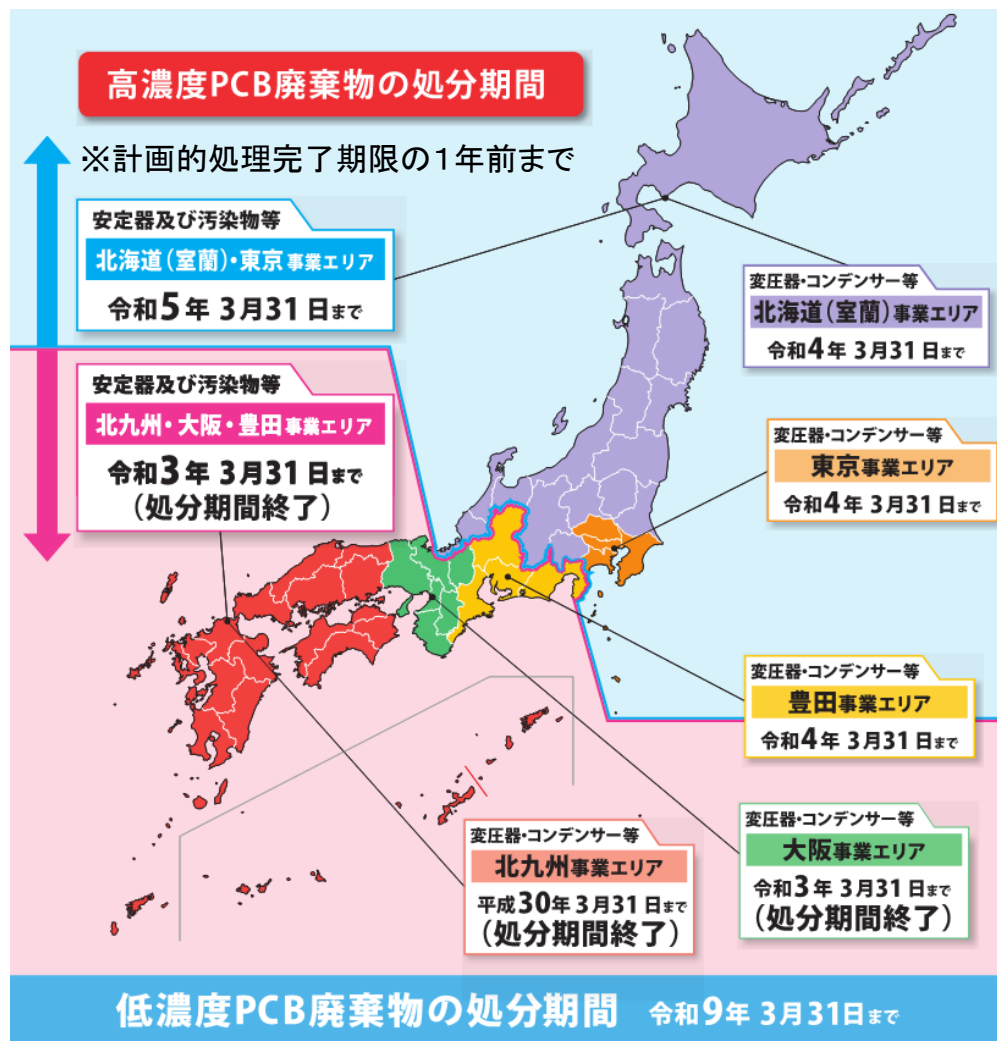 高濃度PCB廃棄物の処分期間
※計画的処理完了期限の1年前まで
安定器及び汚染物等
北海道(室蘭)・東京事業エリア
令和5年 3月31日まで
安定器及び汚染物等
北九州・大阪・豊田事業エリア
令和3年 3月31日まで
(処分期間終了)
変圧器・コンデンサー等
北海道(室蘭)事業エリア
令和4年 3月31日まで
変圧器・コンデンサー等
東京事業エリア
令和4年 3月31日まで
変圧器・コンデンサー等
豊田事業エリア
令和4年 3月31日まで
変圧器・コンデンサー等
大阪事業エリア
令和3年 3月31日まで
(処分期間終了)
変圧器・コンデンサー等
北九州事業エリア
平成30年 3月31日まで
(処分期間終了)
低濃度PCB廃棄物の処分期間 令和9年 3月31日まで